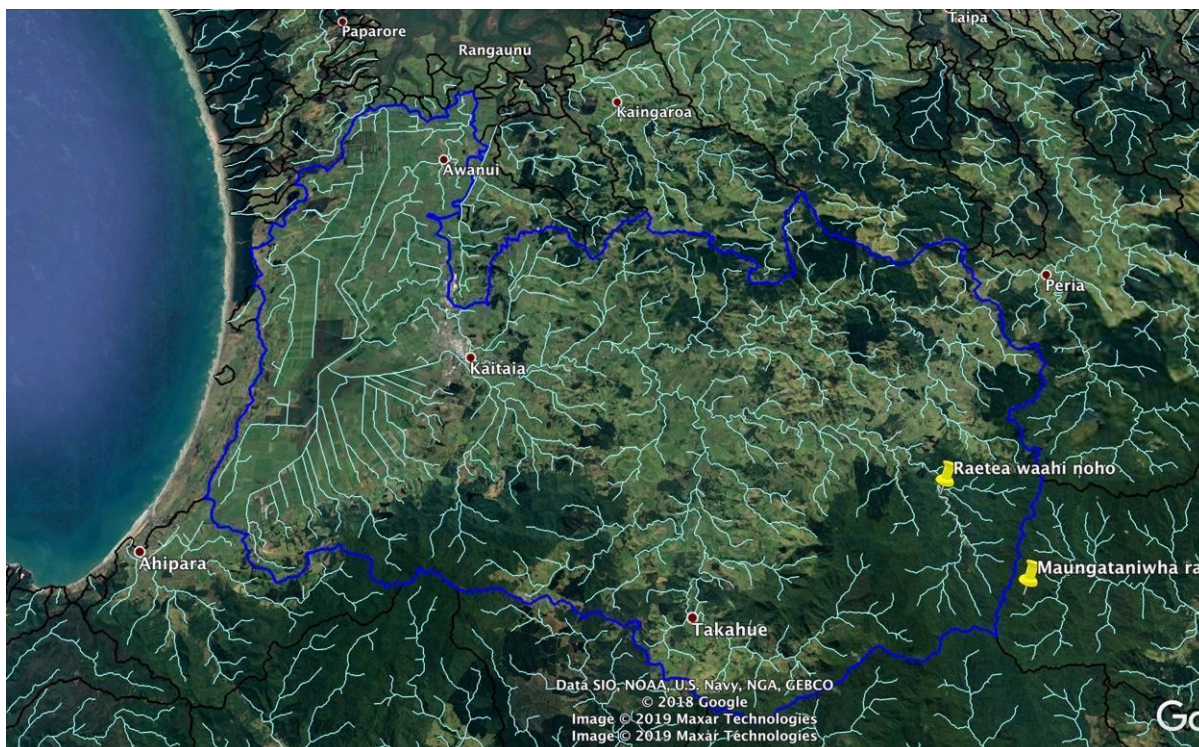 Taipa
Paparore
Rangaunu
Kaingaroa
Awanui
Peria
Kaitaia
Raetea waahi noho
Ahipara
Maungataniwha ra
Takahue
Data SIO, NOAA, U.S. Navy, NGA, GEBCO
© 2018 Google
Image © 2019 Maxar Technologies
Image © 2019 Maxar Technologies
Go